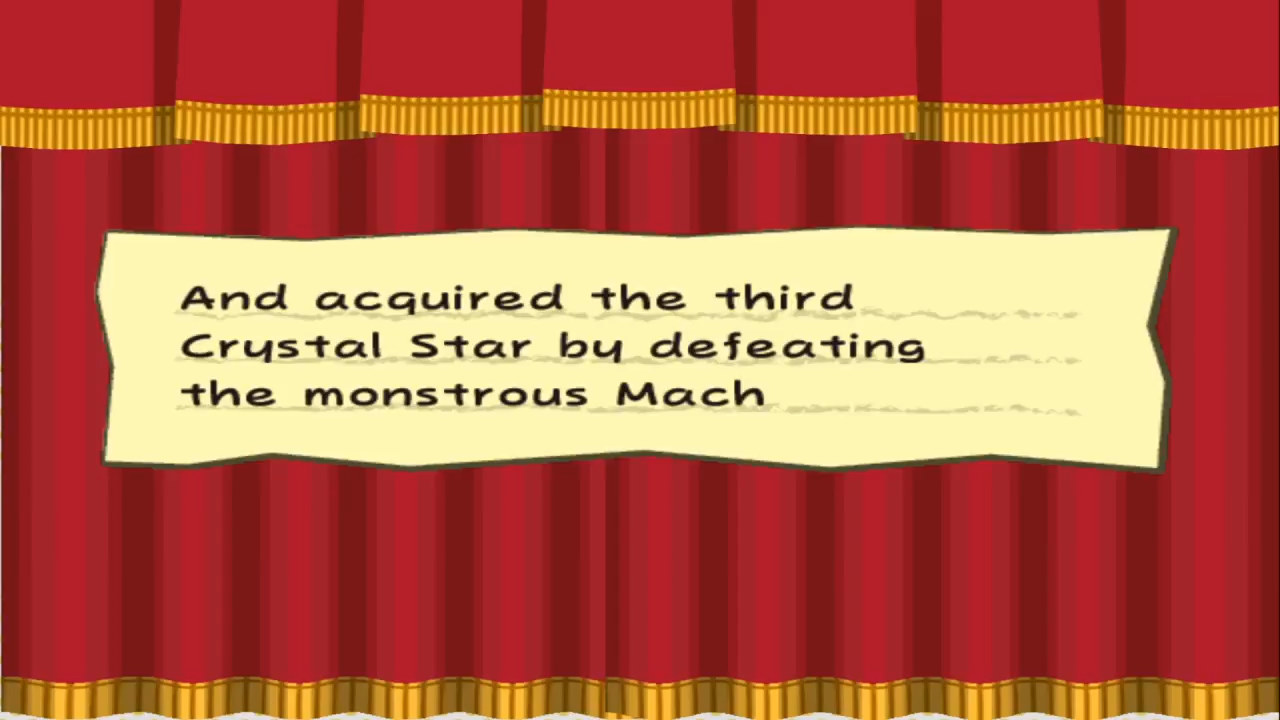 And acquired the third
Crystal Star by defeating
the monstrous Mach